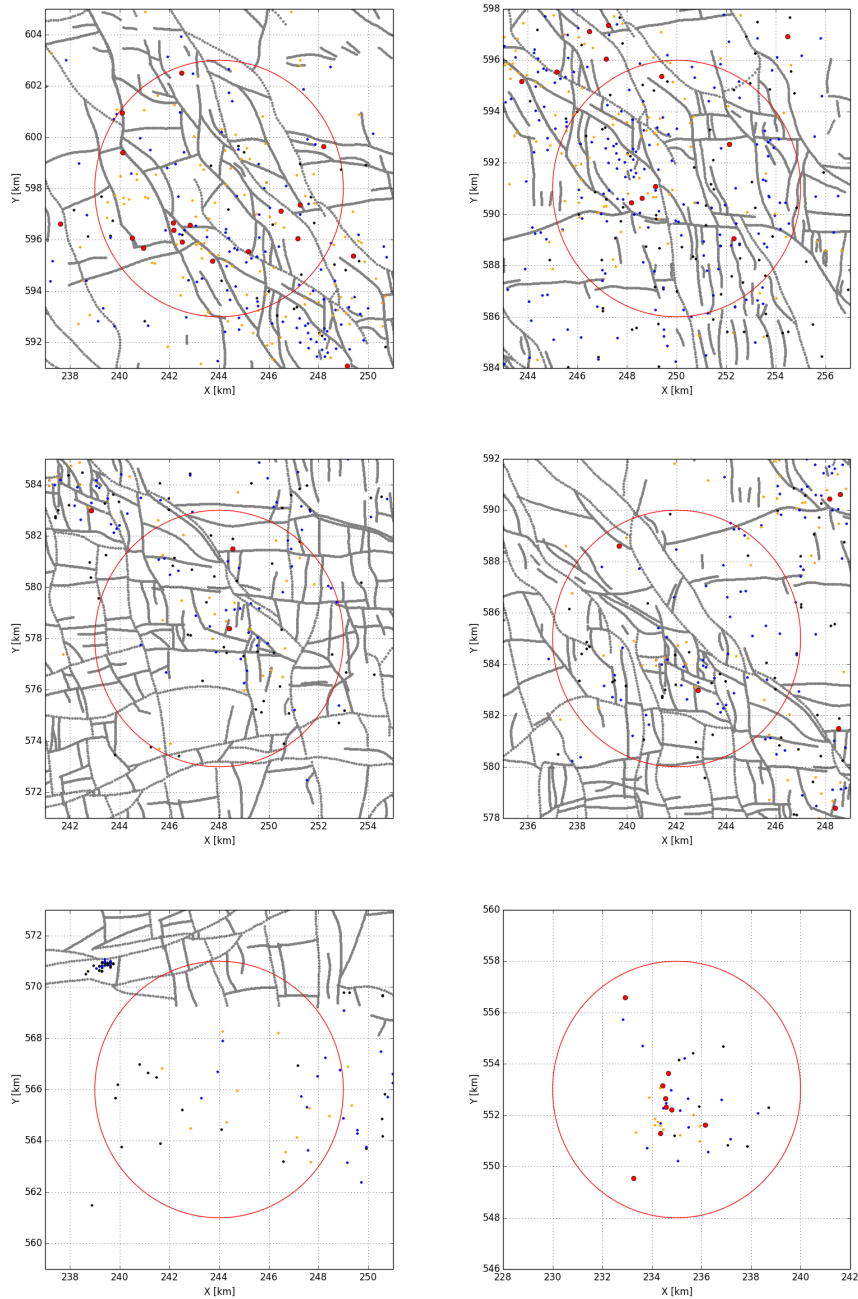 604
602
600
598
596
594
592
Y [km]
238 240 242 244 246 248 250
X [km]
598
596
594
592
590
588
586
584
Y [km]
244 246 248 250 252 254 256
X [km]
584
582
580
578
576
574
572
Y [km]
242 244 246 248 250 252 254
X [km]
592
590
588
586
584
582
580
578
Y [km]
236 238 240 242 244 246 248
X [km]
572
570
568
566
564
562
560
Y [km]
238 240 242 244 246 248 250
X [km]
560
558
556
554
552
550
548
546
Y [km]
228 230 232 234 236 238 240 242
X [km]